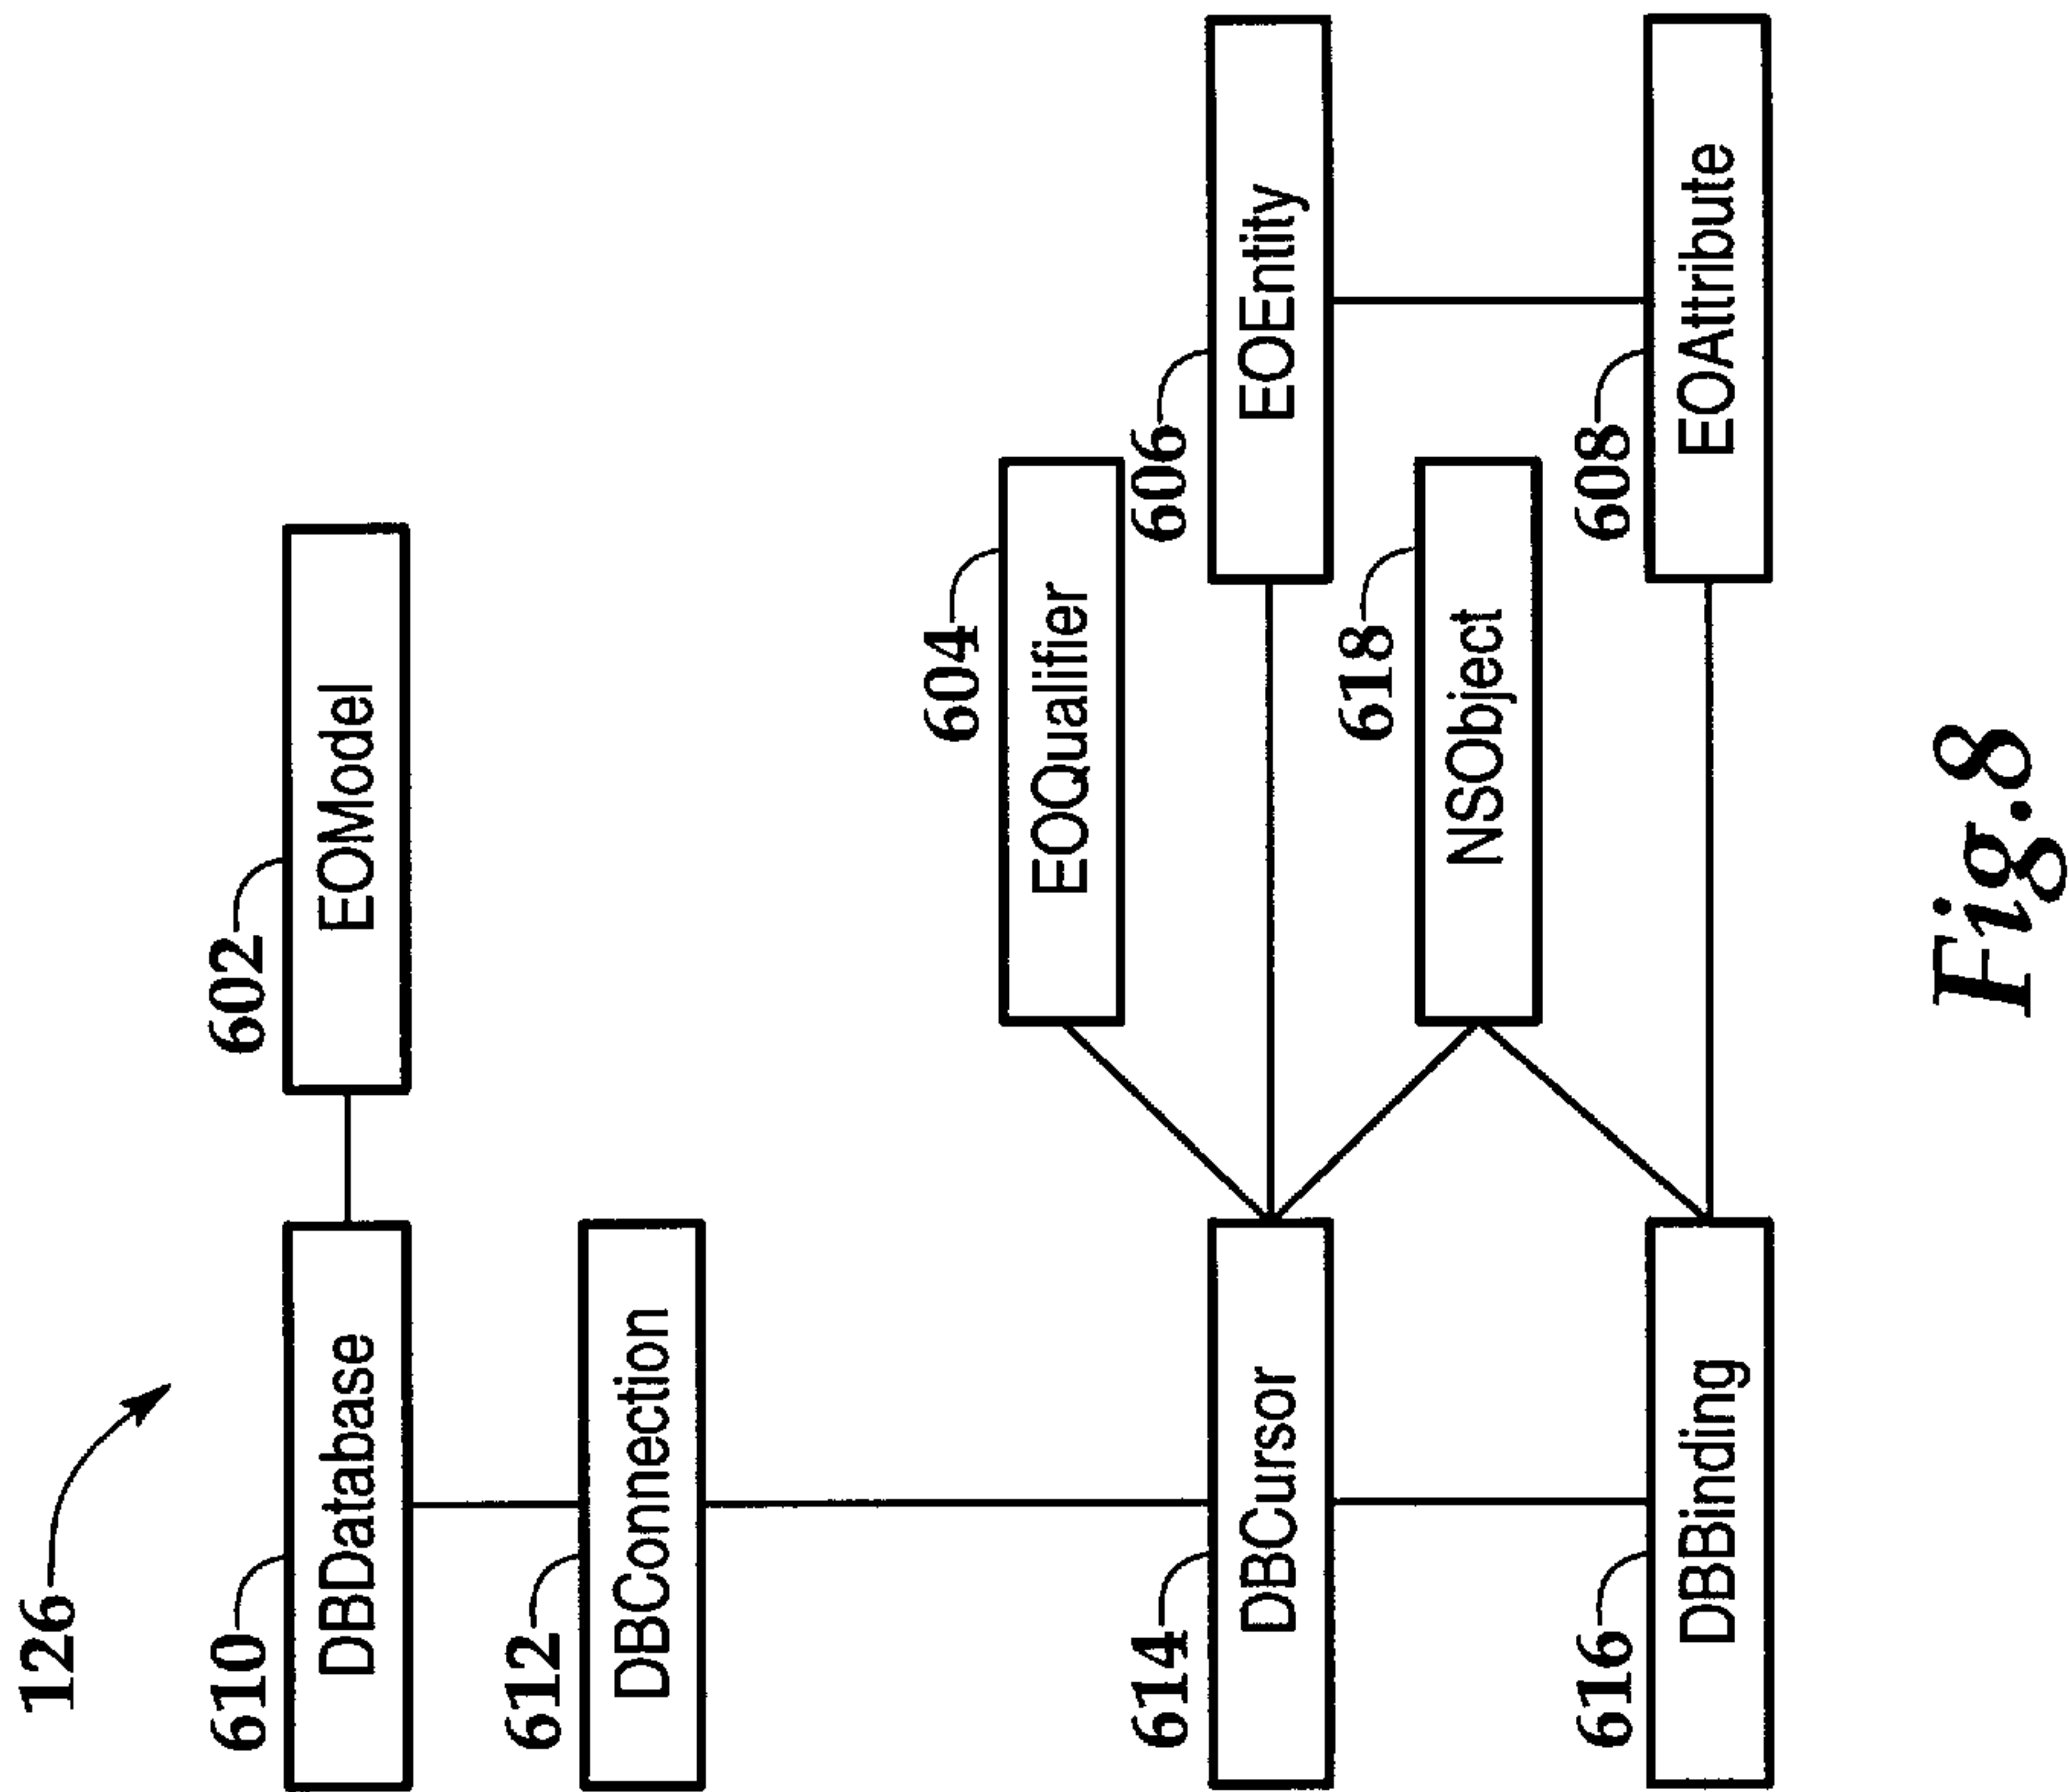 126
610
DBDatabase
602
EOModel
612
DBConnection
604
EOQualifier
614
DBCursor
606
EOEntity
618
NSObject
616
DBBinding
608
EOAttribute
Fig.8